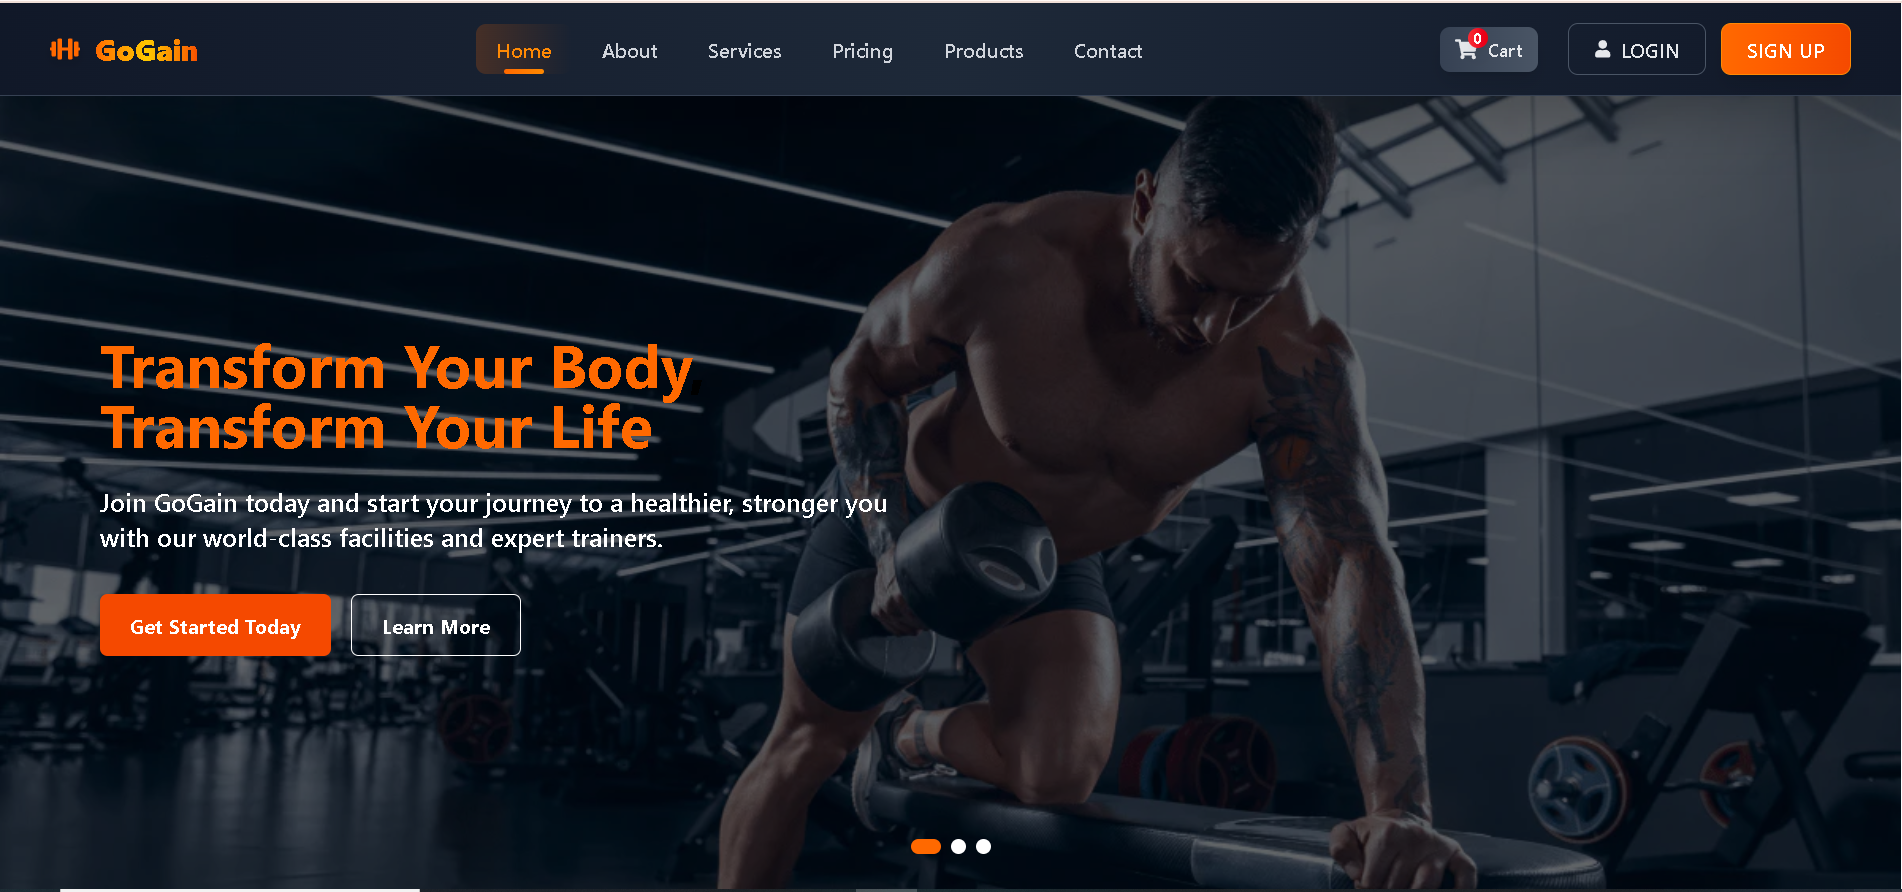 GoGain
Home
About
Services
Pricing
Products
Contact
0
Cart
LOGIN
SIGN UP
Transform Your Body,
Transform Your Life
Join GoGain today and start your journey to a healthier, stronger you
with our world-class facilities and expert trainers.
Get Started Today
Learn More